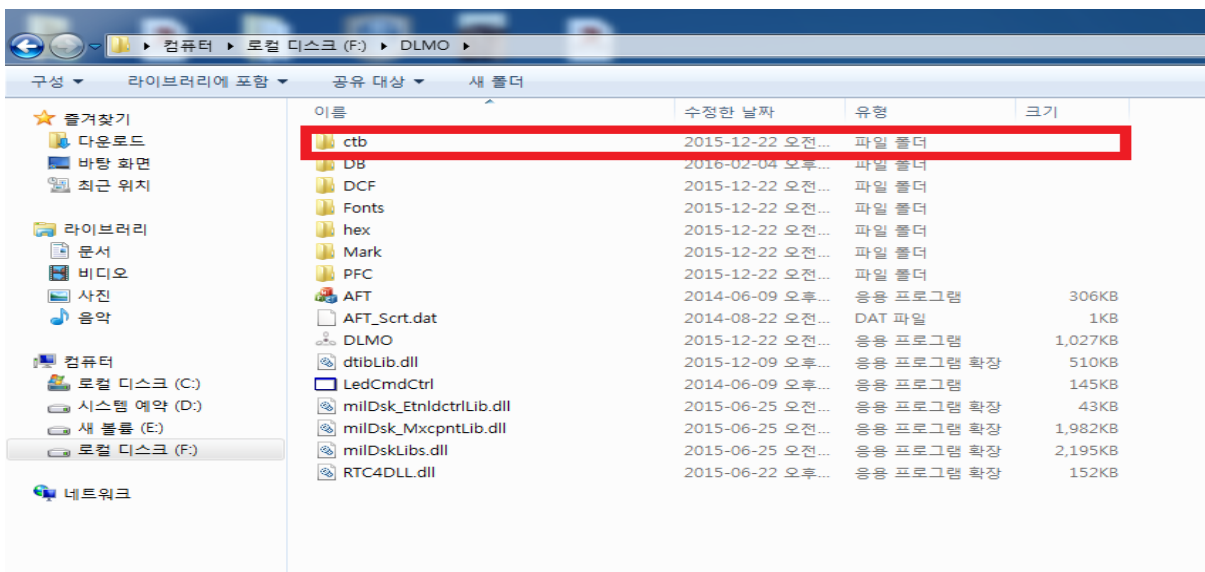 컴퓨터 ▸ 로컬 디스크 (F:) ▸ DLMO ▸
구성 라이브러리에 포함 공유 대상 새 폴더
즐겨찾기
다운로드
바탕 화면
최근 위치
라이브러리
문서
비디오
사진
음악
컴퓨터
로컬 디스크 (C:)
시스템 예약 (D:)
새 볼륨 (E:)
로컬 디스크 (F:)
네트워크
이름 수정한 날짜 유형 크기
ctb 2015-12-22 오전... 파일 폴더
DB 2016-02-04 오후... 파일 폴더
DCF 2015-12-22 오전... 파일 폴더
Fonts 2015-12-22 오전... 파일 폴더
hex 2015-12-22 오전... 파일 폴더
Mark 2015-12-22 오전... 파일 폴더
PFC 2015-12-22 오전... 파일 폴더
AFT 2014-06-09 오후... 응용 프로그램 306KB
AFT_Scrt.dat 2014-08-22 오전... DAT 파일 1KB
DLMO 2015-12-22 오전... 응용 프로그램 1,027KB
dtibLib.dll 2015-12-09 오후... 응용 프로그램 확장 510KB
LedCmdCtrl 2014-06-09 오후... 응용 프로그램 145KB
milDsk_EtnldctrlLib.dll 2015-06-25 오전... 응용 프로그램 확장 43KB
milDsk_MxcpntLib.dll 2015-06-25 오전... 응용 프로그램 확장 1,982KB
milDskLibs.dll 2015-06-25 오전... 응용 프로그램 확장 2,195KB
RTC4DLL.dll 2015-06-22 오후... 응용 프로그램 확장 152KB